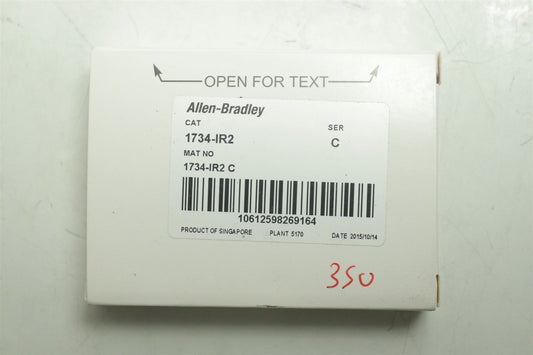 OPEN FOR TEXT
Allen-Bradley
CAT SER
1734-IR2 C
MAT NO
1734-IR2 C
10612598269164
PRODUCT OF SINGAPORE PLANT 5170 DATE 2015/10/14
350